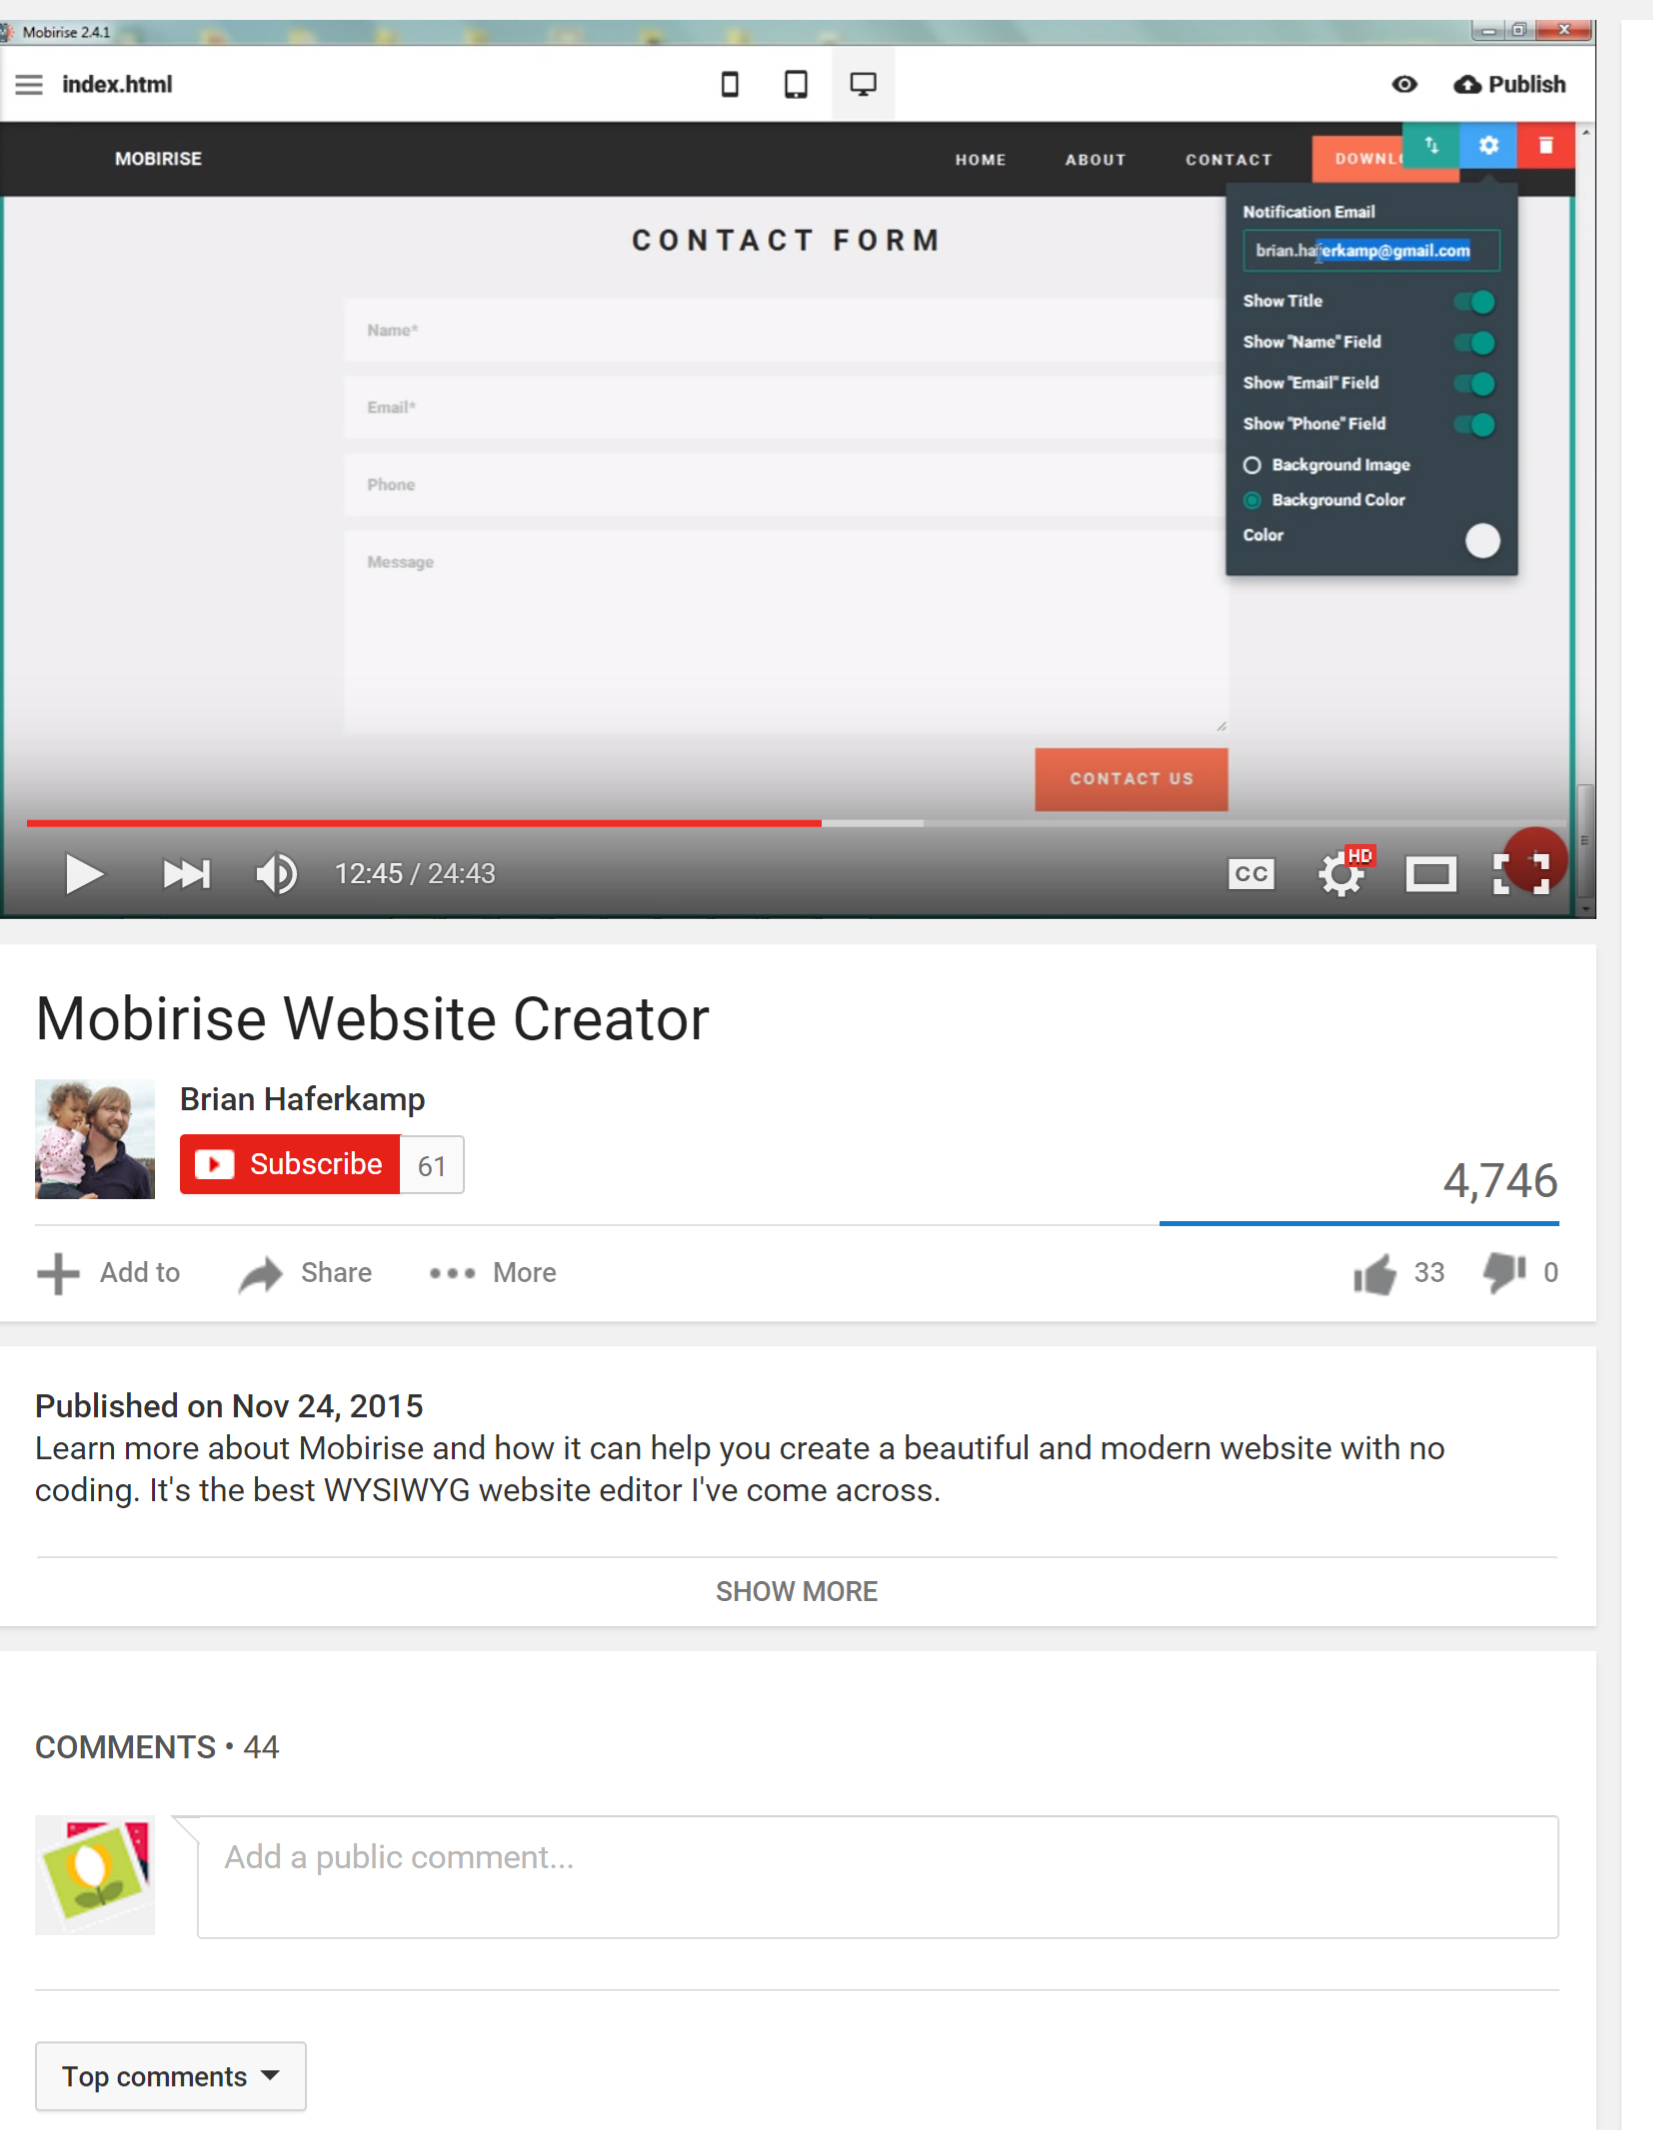 Mobirise 2.4.1
index.html
Publish
MOBIRISE
HOME ABOUT CONTACT
CONTACT FORM
Notification Email
brian.haferkamp@gmail.com
Show Title
Show "Name" Field
Show "Email" Field
Show "Phone" Field
Background Image
Background Color
Color
Name*
Email*
Phone
Message
CONTACT US
12:45 / 24:43
CC
HD
Mobirise Website Creator
Brian Haferkamp
Subscribe 61
4,746
Add to Share More
33 0
Published on Nov 24, 2015
Learn more about Mobirise and how it can help you create a beautiful and modern website with no
coding. It's the best WYSIWYG website editor I've come across.
SHOW MORE
COMMENTS • 44
Add a public comment...
Top comments